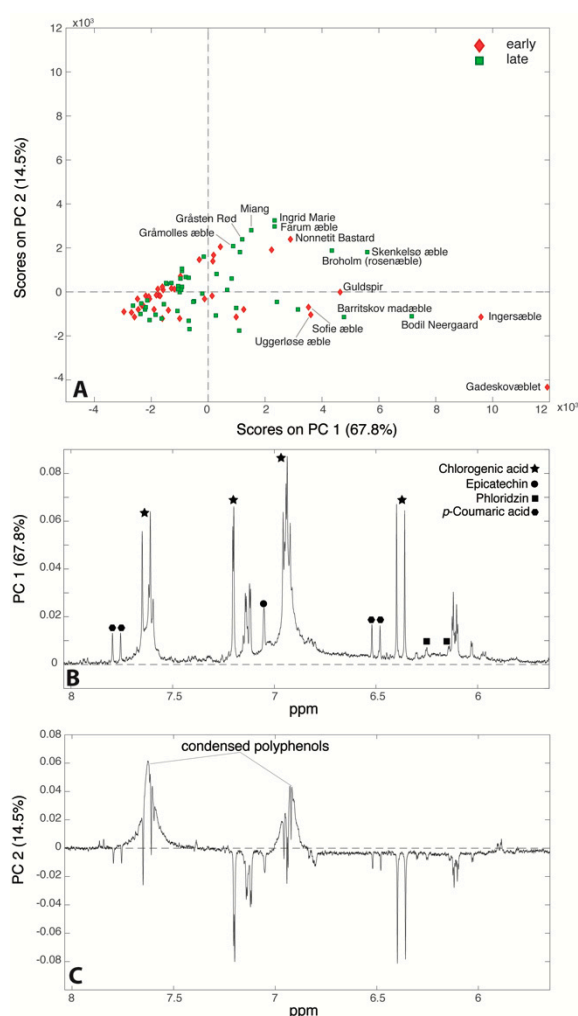 x10³
12
10
8
6
4
2
0
-2
-4
Scores on PC 2 (14.5%)
early
late
Miang
Ingrid Marie
Gråsten Rød
Farum æble
Gråmolles æble
Nonnetit Bastard
Skenkelsø æble
Broholm (rosenæble)
Guldspir
Barritskov madæble
Ingersæble
Sofie æble
Bodil Neergaard
Uggerløse æble
Gadeskovæblet
A
-4 -2 0 2 4 6 8 10 12
x10³
Scores on PC 1 (67.8%)
0.08
0.06
0.04
0.02
0
PC 1 (67.8%)
Chlorogenic acid
Epicatechin
Phloridzin
p-Coumaric acid
B
8 7.5 7 6.5 6
ppm
0.08
0.06
0.04
0.02
0
-0.02
-0.04
-0.06
-0.08
PC 2 (14.5%)
condensed polyphenols
C
8 7.5 7 6.5 6
ppm